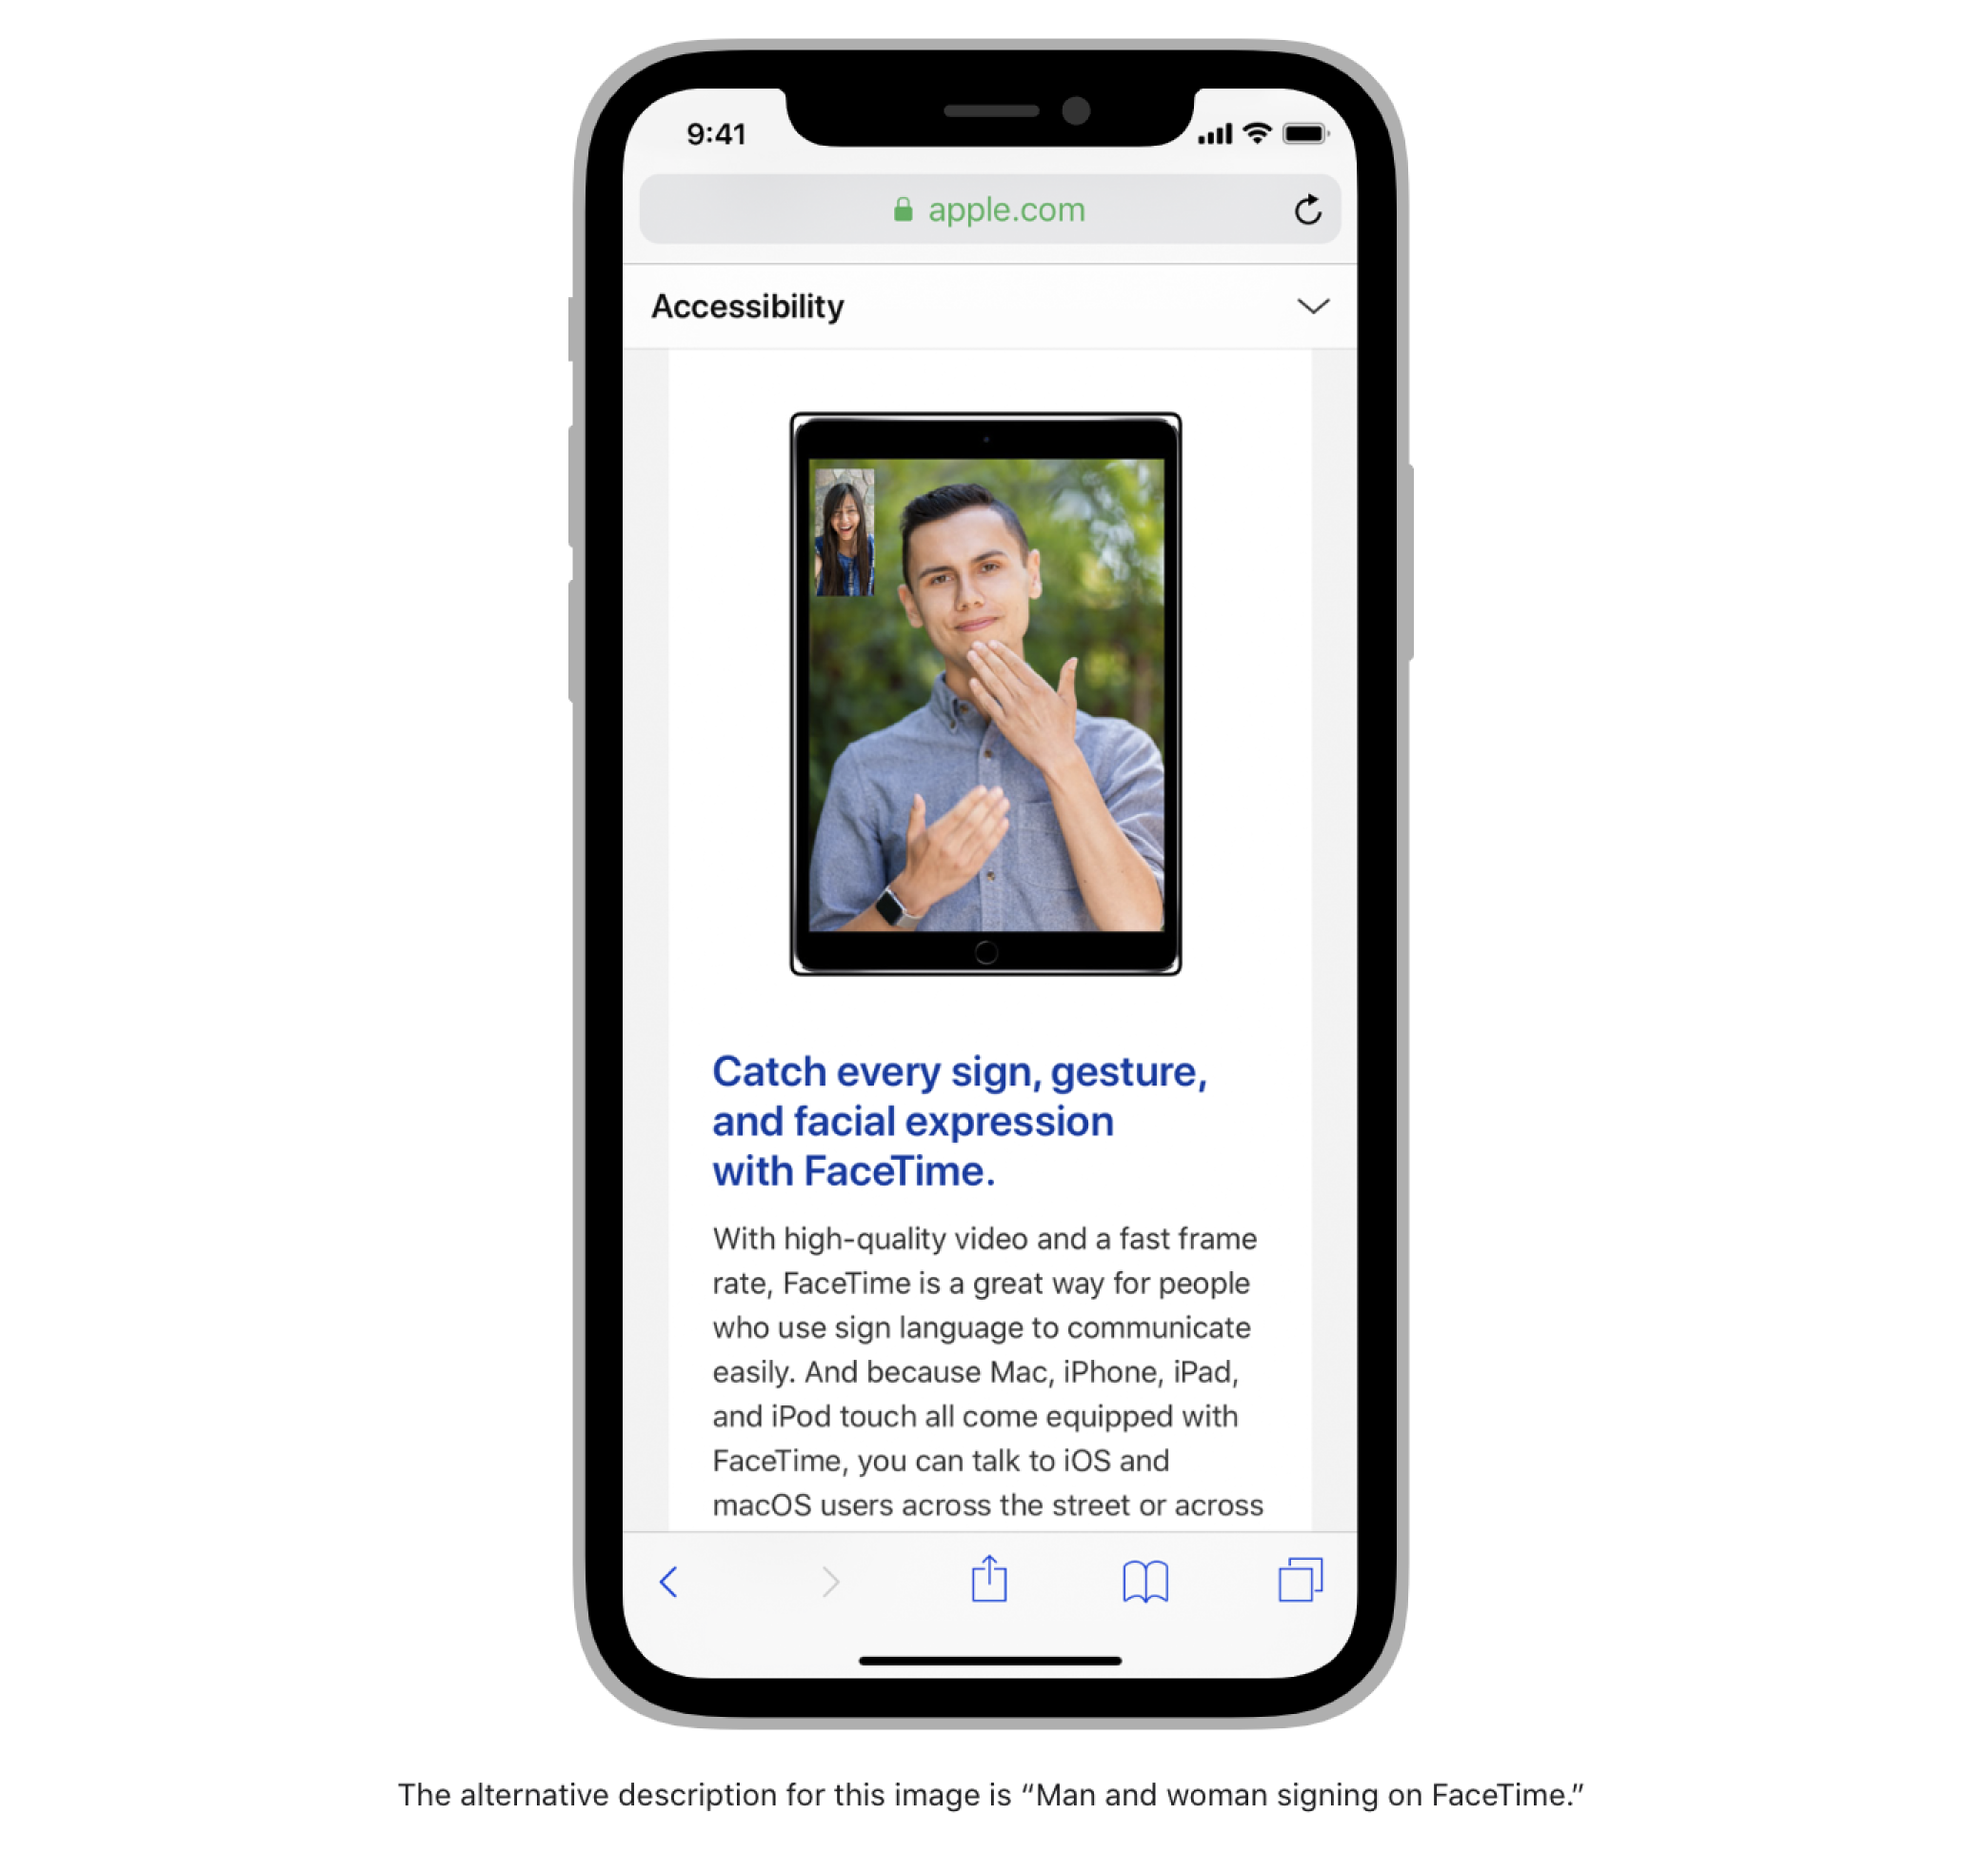 9:41
apple.com
Accessibility
Catch every sign, gesture,
and facial expression
with FaceTime.
With high-quality video and a fast frame
rate, FaceTime is a great way for people
who use sign language to communicate
easily. And because Mac, iPhone, iPad,
and iPod touch all come equipped with
FaceTime, you can talk to iOS and
macOS users across the street or across
The alternative description for this image is “Man and woman signing on FaceTime.”